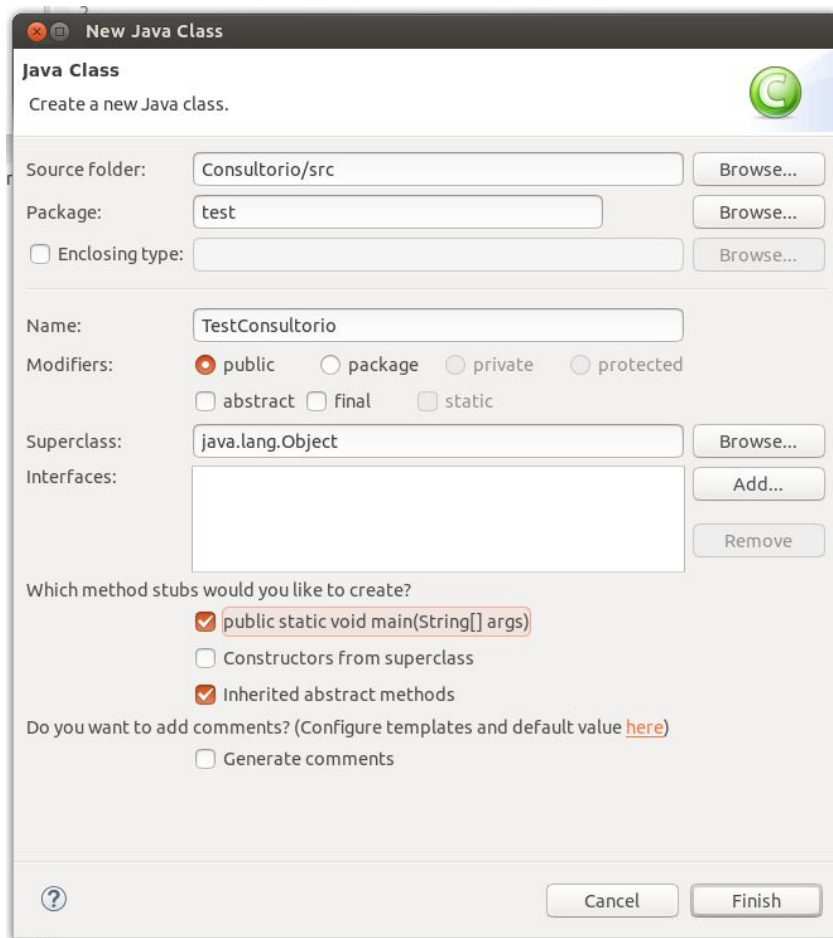 New Java Class
Java Class
Create a new Java class.
C
Source folder: Consultorio/src Browse...
Package: test Browse...
Enclosing type: Browse...
Name: TestConsultorio
Modifiers: public package private protected
abstract final static
Superclass: java.lang.Object Browse...
Interfaces: Add...
Remove
Which method stubs would you like to create?
public static void main(String[] args)
Constructors from superclass
Inherited abstract methods
Do you want to add comments? (Configure templates and default value here)
Generate comments
? Cancel Finish